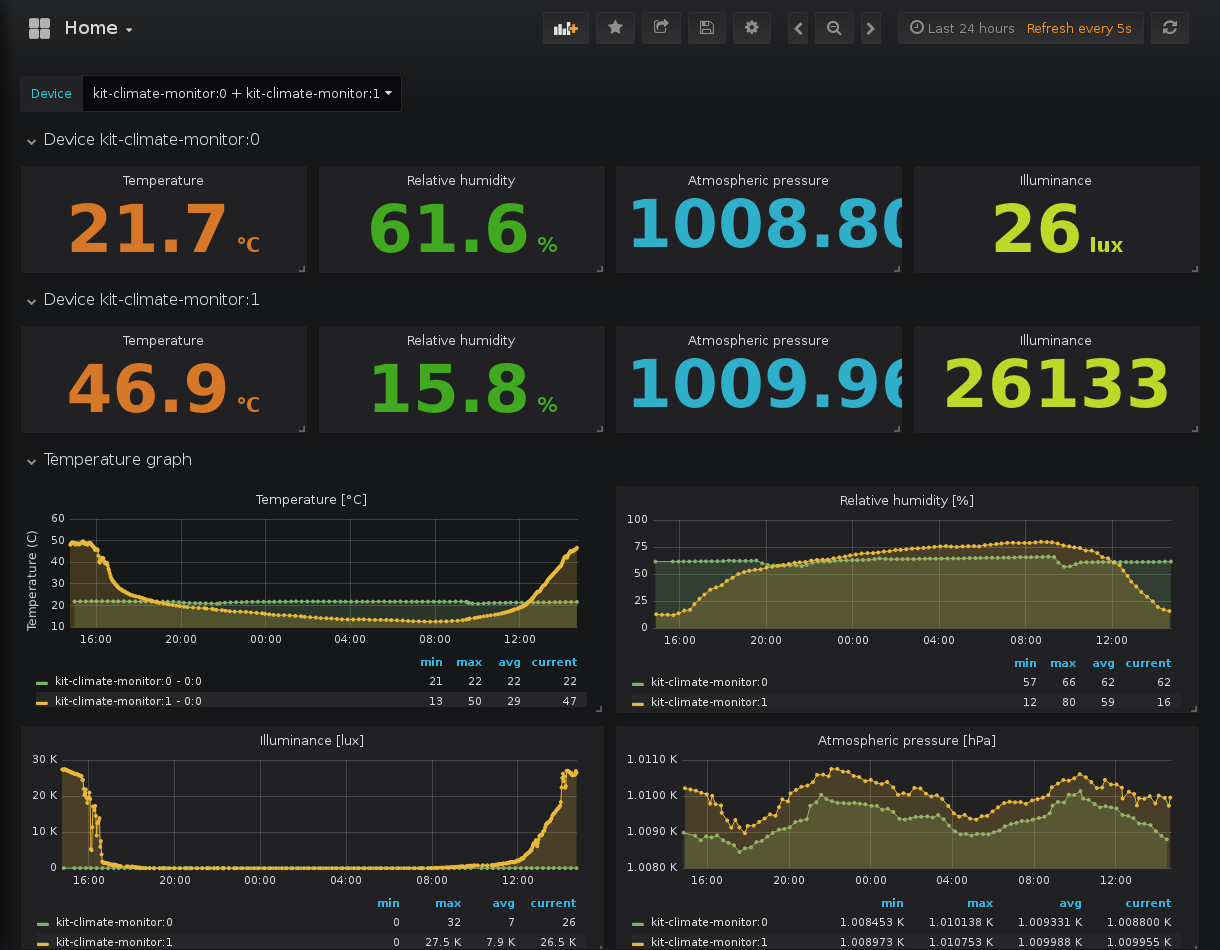 Home
Last 24 hours Refresh every 5s
Device kit-climate-monitor:0 + kit-climate-monitor:1
Device kit-climate-monitor:0
Temperature Relative humidity Atmospheric pressure Illuminance
21.7 °C 61.6 % 1008.80 26 lux
Device kit-climate-monitor:1
Temperature Relative humidity Atmospheric pressure Illuminance
46.9 °C 15.8 % 1009.96 26133
Temperature graph
Temperature [°C]
Temperature (C)
60
50
40
30
20
10
16:00 20:00 00:00 04:00 08:00 12:00
min max avg current
kit-climate-monitor:0 - 0:0 21 22 22 22
kit-climate-monitor:1 - 0:0 13 50 29 47
Relative humidity [%]
100
75
50
25
0
16:00 20:00 00:00 04:00 08:00 12:00
min max avg current
kit-climate-monitor:0 57 66 62 62
kit-climate-monitor:1 12 80 59 16
Illuminance [lux]
30 K
20 K
10 K
0
16:00 20:00 00:00 04:00 08:00 12:00
min max avg current
kit-climate-monitor:0 0 32 7 26
kit-climate-monitor:1 0 27.5 K 7.9 K 26.5 K
Atmospheric pressure [hPa]
1.0110 K
1.0100 K
1.0090 K
1.0080 K
16:00 20:00 00:00 04:00 08:00 12:00
min max avg current
kit-climate-monitor:0 1.008453 K 1.010138 K 1.009331 K 1.008800 K
kit-climate-monitor:1 1.008973 K 1.010753 K 1.009988 K 1.009955 K